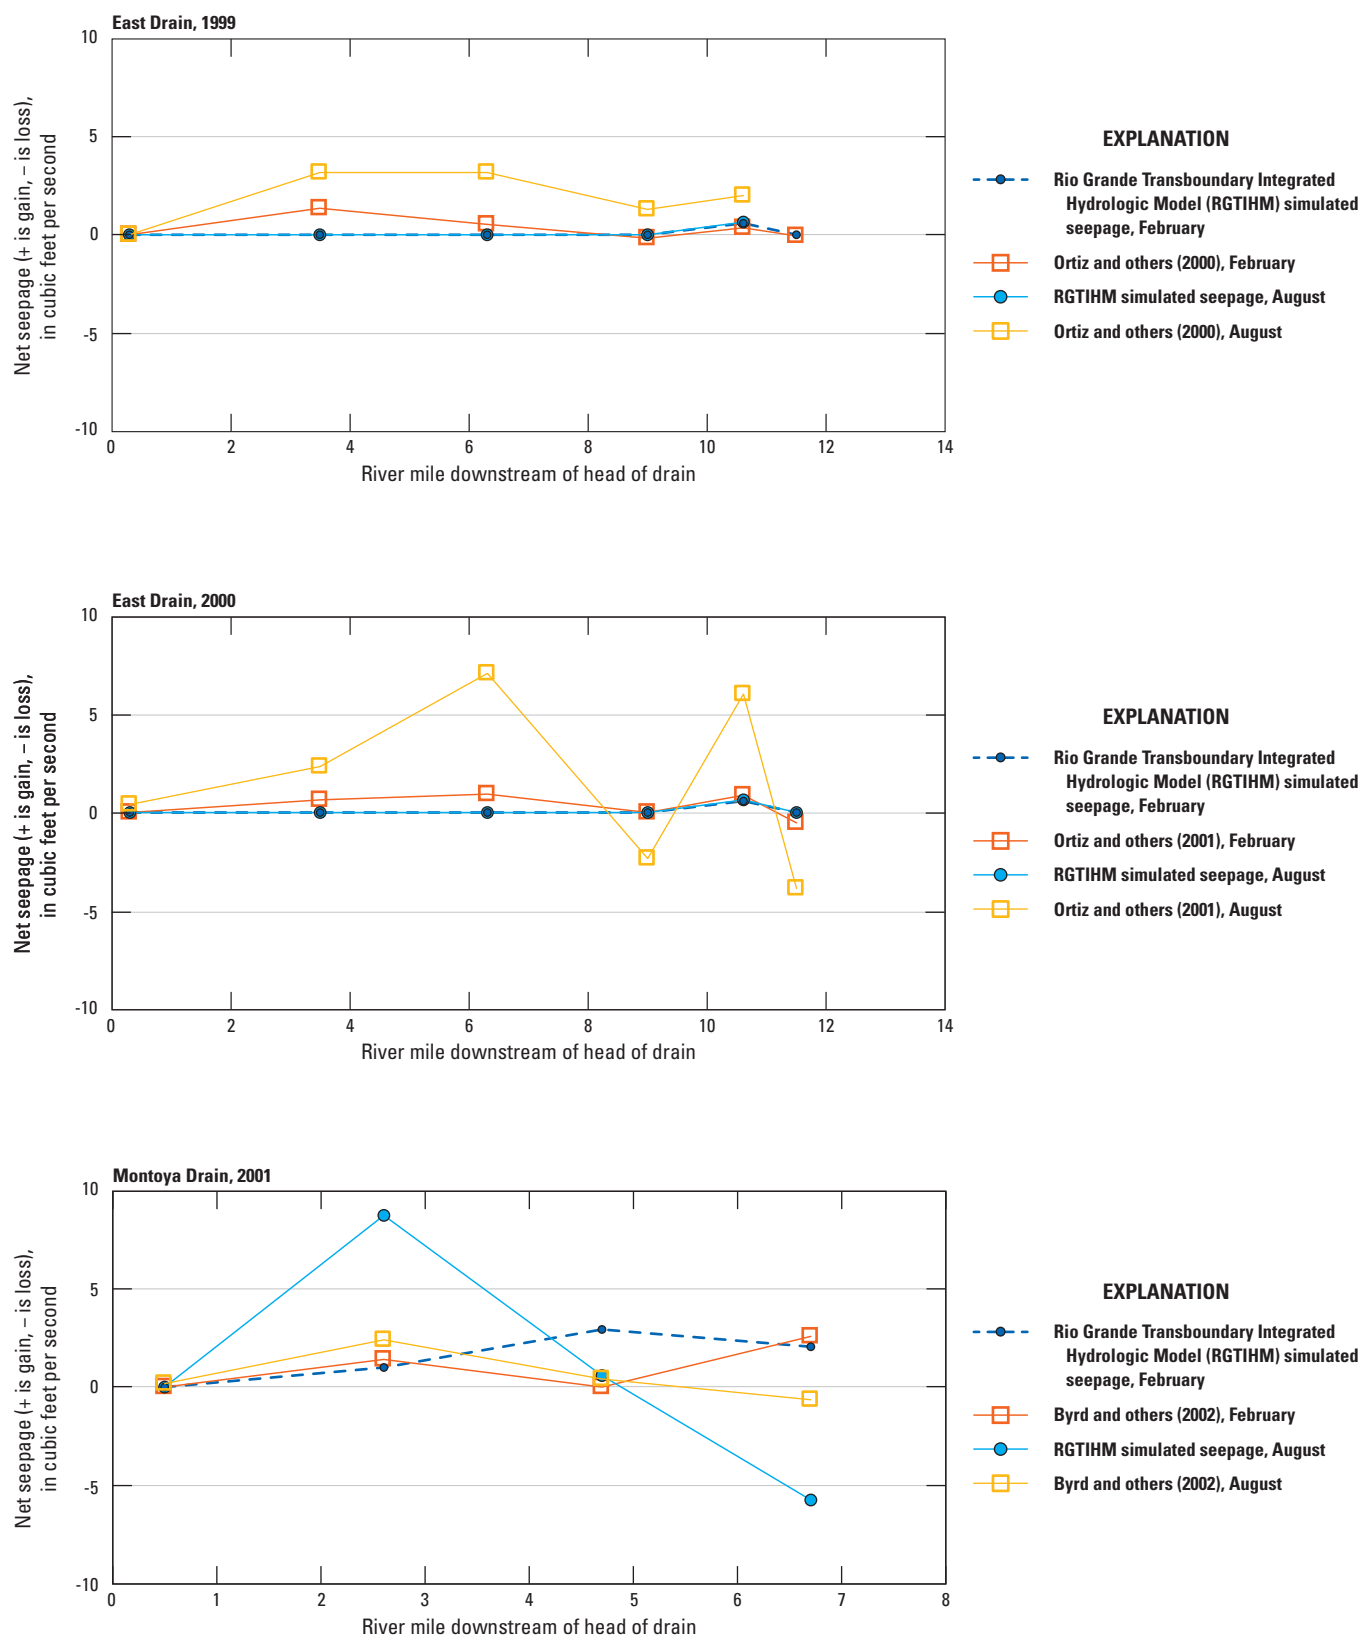 East Drain, 1999
Net seepage (+ is gain, – is loss),
in cubic feet per second
10
5
0
-5
-10
0 2 4 6 8 10 12 14
River mile downstream of head of drain
EXPLANATION
Rio Grande Transboundary Integrated
Hydrologic Model (RGTIHM) simulated
seepage, February
Ortiz and others (2000), February
RGTIHM simulated seepage, August
Ortiz and others (2000), August
East Drain, 2000
Net seepage (+ is gain, – is loss),
in cubic feet per second
10
5
0
-5
-10
0 2 4 6 8 10 12 14
River mile downstream of head of drain
EXPLANATION
Rio Grande Transboundary Integrated
Hydrologic Model (RGTIHM) simulated
seepage, February
Ortiz and others (2001), February
RGTIHM simulated seepage, August
Ortiz and others (2001), August
Montoya Drain, 2001
Net seepage (+ is gain, – is loss),
in cubic feet per second
10
5
0
-5
-10
0 1 2 3 4 5 6 7 8
River mile downstream of head of drain
EXPLANATION
Rio Grande Transboundary Integrated
Hydrologic Model (RGTIHM) simulated
seepage, February
Byrd and others (2002), February
RGTIHM simulated seepage, August
Byrd and others (2002), August